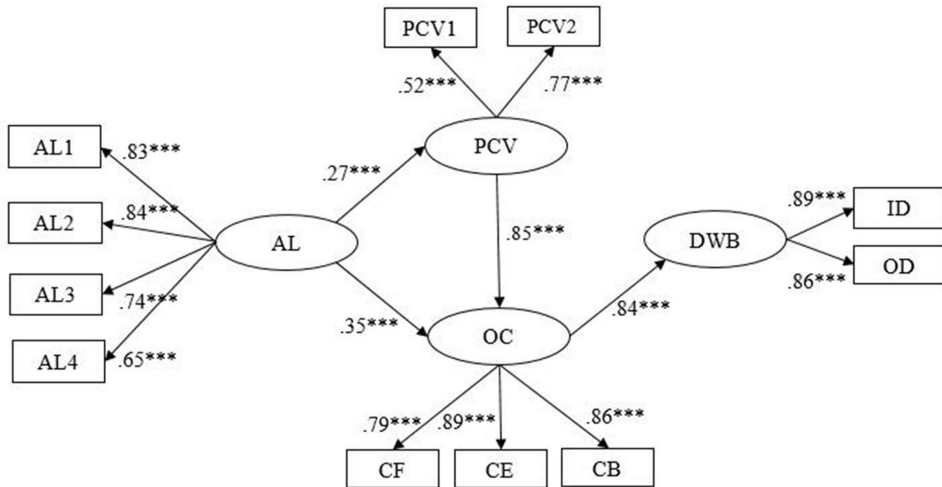 PCV1
PCV2
.52***
.77***
AL1
.83***
PCV
.27***
AL2
.84***
ID
.89***
AL
.85***
DWB
OD
.86***
AL3
.74***
.35***
OC
.84***
AL4
.65***
.79***
.89***
.86***
CF
CE
CB